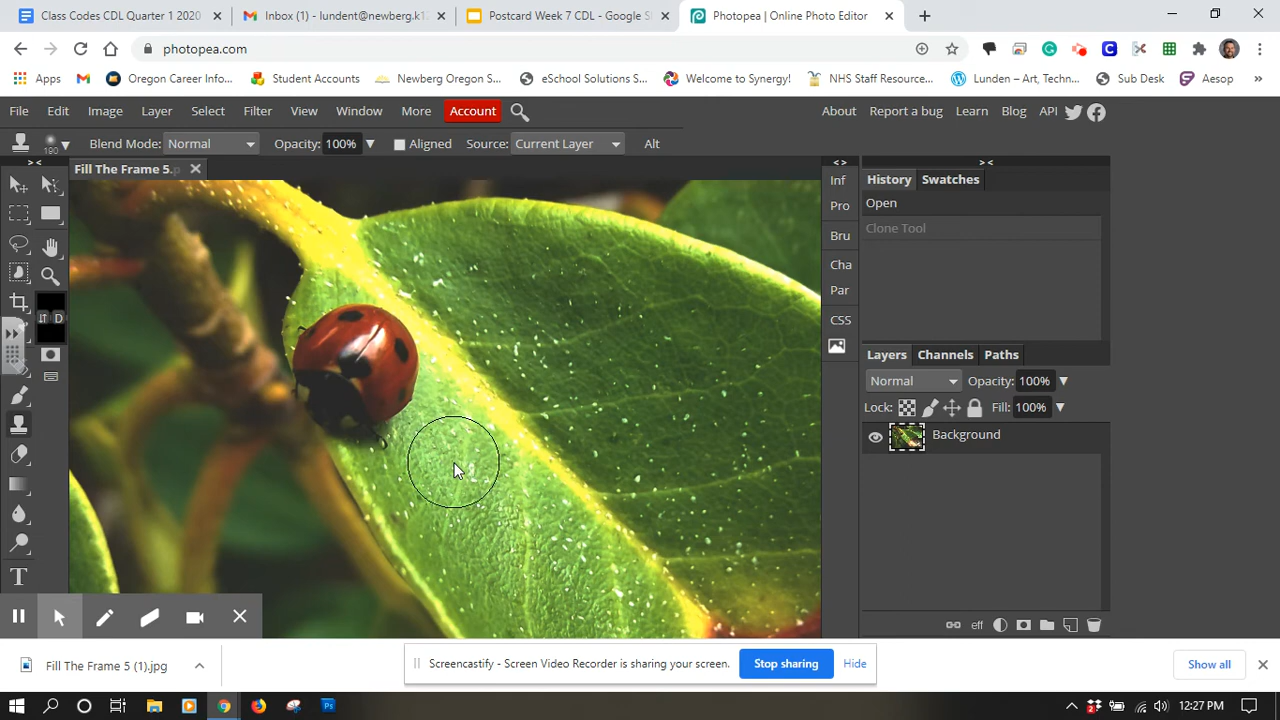 Class Codes CDL Quarter 1 2020
Inbox (1) - lundent@newberg.k12
Postcard Week 7 CDL - Google S
Photopea | Online Photo Editor
photopea.com
Apps
Oregon Career Info...
Student Accounts
Newberg Oregon S...
eSchool Solutions S...
Welcome to Synergy!
NHS Staff Resource...
Lunden – Art, Techn...
Sub Desk
Aesop
»
File Edit Image Layer Select Filter View Window More Account
About Report a bug Learn Blog API
190 Blend Mode: Normal Opacity: 100% Aligned Source: Current Layer Alt
> <
Fill The Frame 5.p
< >
> <
Inf
Pro
Bru
Cha
Par
CSS
History Swatches
Open
Clone Tool
D
T
Layers Channels Paths
Normal Opacity: 100%
Lock: Fill: 100%
Background
eff
Fill The Frame 5 (1).jpg
Screencastify - Screen Video Recorder is sharing your screen. Stop sharing Hide
Show all
Ps
2
12:27 PM